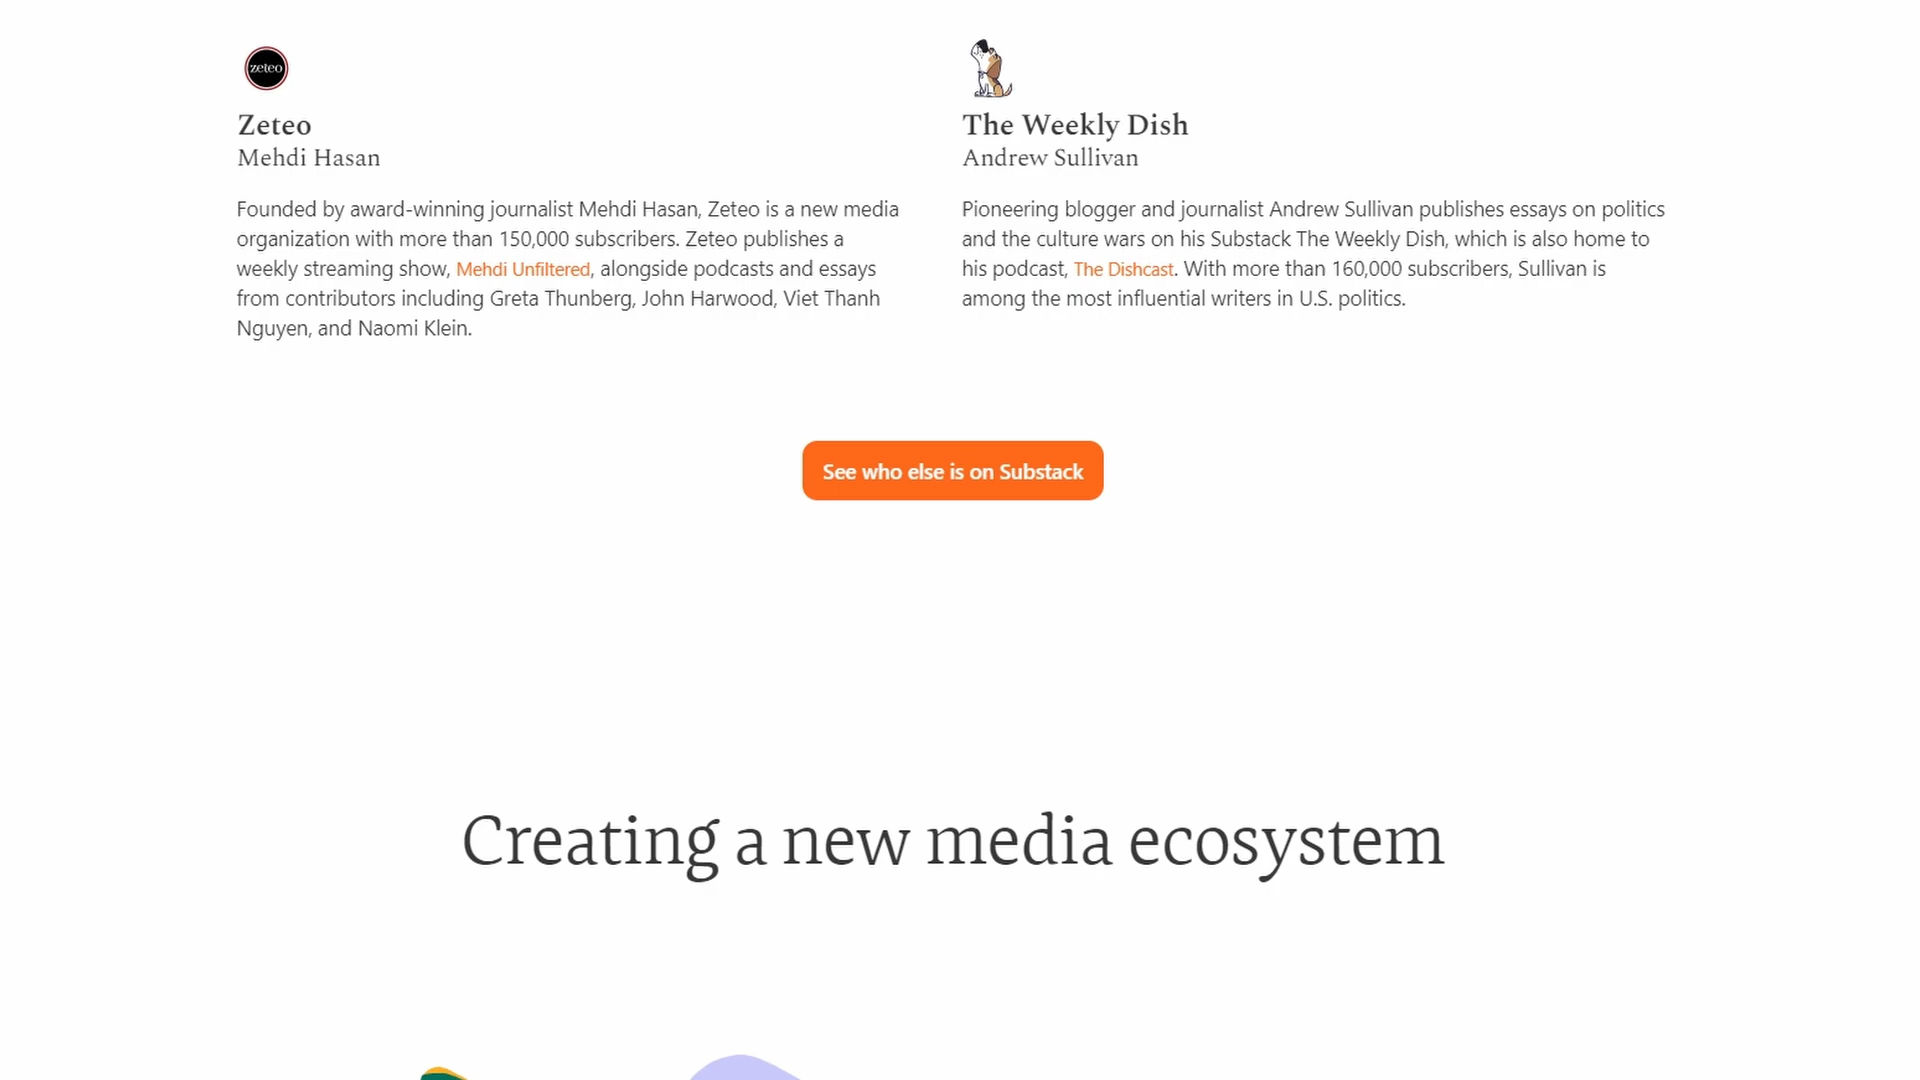 zeteo
Zeteo
Mehdi Hasan
Founded by award-winning journalist Mehdi Hasan, Zeteo is a new media
organization with more than 150,000 subscribers. Zeteo publishes a
weekly streaming show, Mehdi Unfiltered, alongside podcasts and essays
from contributors including Greta Thunberg, John Harwood, Viet Thanh
Nguyen, and Naomi Klein.
The Weekly Dish
Andrew Sullivan
Pioneering blogger and journalist Andrew Sullivan publishes essays on politics
and the culture wars on his Substack The Weekly Dish, which is also home to
his podcast, The Dishcast. With more than 160,000 subscribers, Sullivan is
among the most influential writers in U.S. politics.
See who else is on Substack
Creating a new media ecosystem